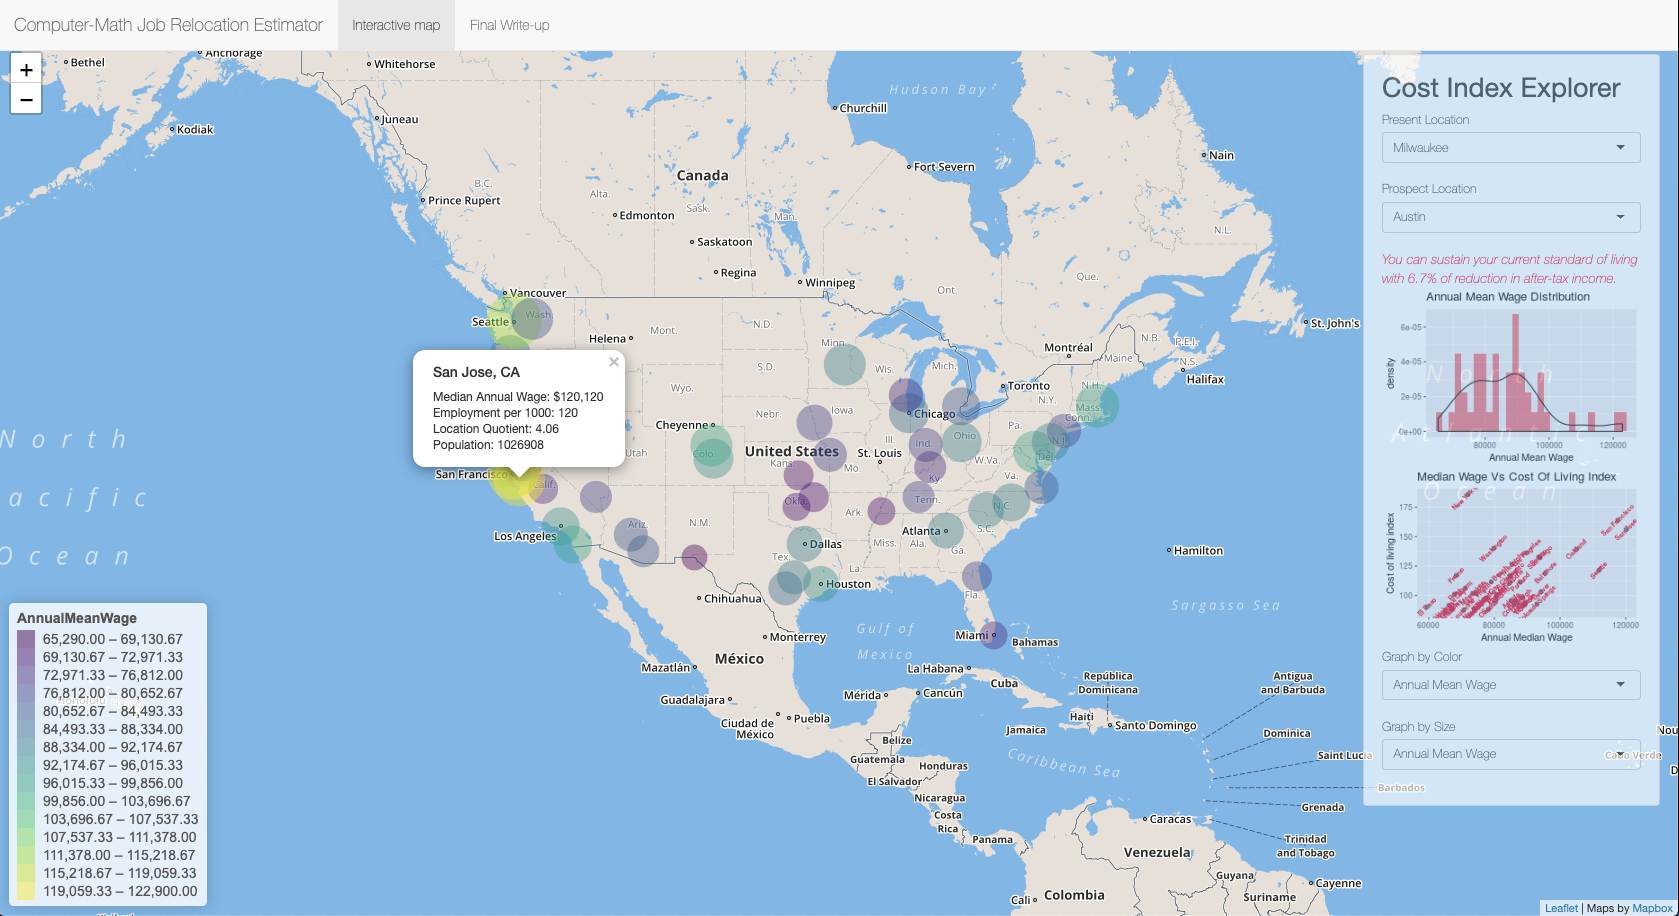 Computer-Math Job Relocation Estimator
Interactive map
Final Write-up
+
−
Bethel
Anchorage
Whitehorse
Kodiak
Juneau
Churchill
Hudson Bay
Nain
Fort Severn
Canada
B.C.
Alta.
Sask.
Man.
Prince Rupert
Edmonton
Saskatoon
Regina
Winnipeg
N.L.
Que.
Ont.
Vancouver
Seattle
Wash.
Helena
Mont.
N.D.
Minn.
S.D.
Wis.
Mich.
Montréal
Maine
N.B.
P.E.I.
N.S.
Halifax
St. John's
Toronto
N.H.
N.Y.
Mass.
Conn.
Wyo.
Nebr.
Iowa
Chicago
Pa.
N.J.
Cheyenne
Utah
Colo.
United States
Kans.
Mo.
St. Louis
Ill.
Ind.
Ohio
W.Va.
Del.
Va.
Ky.
San Francisco
Calif.
Okla.
Ark.
Tenn.
N.C.
S.C.
Atlanta
Los Angeles
Ariz.
N.M.
Dallas
Tex.
Miss.
Ala.
Ga.
La.
Houston
Fla.
Miami
Hamilton
Chihuahua
Monterrey
Gulf of
Mexico
Bahamas
Sargasso Sea
México
Mazatlán
La Habana
Cuba
Guadalajara
Mérida
Cancún
República
Dominicana
Antigua
and Barbuda
Ciudad de
México
Puebla
Haiti
Santo Domingo
Jamaica
Dominica
Belize
Guatemala
Honduras
Caribbean Sea
Saint Lucia
El Salvador
Nicaragua
Barbados
Grenada
Costa
Rica
Panama
Caracas
Trinidad
and Tobago
Venezuela
Guyana
Cayenne
Suriname
Cali
Colombia
Honolulu
Cabo Verde
Nou
D
North
Pacific
Ocean
North
Atlantic
Ocean
San Jose, CA
×
Median Annual Wage: $120,120
Employment per 1000: 120
Location Quotient: 4.06
Population: 1026908
AnnualMeanWage
65,290.00 – 69,130.67
69,130.67 – 72,971.33
72,971.33 – 76,812.00
76,812.00 – 80,652.67
80,652.67 – 84,493.33
84,493.33 – 88,334.00
88,334.00 – 92,174.67
92,174.67 – 96,015.33
96,015.33 – 99,856.00
99,856.00 – 103,696.67
103,696.67 – 107,537.33
107,537.33 – 111,378.00
111,378.00 – 115,218.67
115,218.67 – 119,059.33
119,059.33 – 122,900.00
Cost Index Explorer
Present Location
Milwaukee
Prospect Location
Austin
You can sustain your current standard of living
with 6.7% of reduction in after-tax income.
Annual Mean Wage Distribution
density
6e-05
4e-05
2e-05
0e+00
80000 100000 120000
Annual Mean Wage
Median Wage Vs Cost Of Living Index
Cost of living index
175
150
125
100
New York
Washington
San Francisco
Oakland
Seattle
60000 80000 100000 120000
Annual Median Wage
Graph by Color
Annual Mean Wage
Graph by Size
Annual Mean Wage
Leaflet | Maps by Mapbox